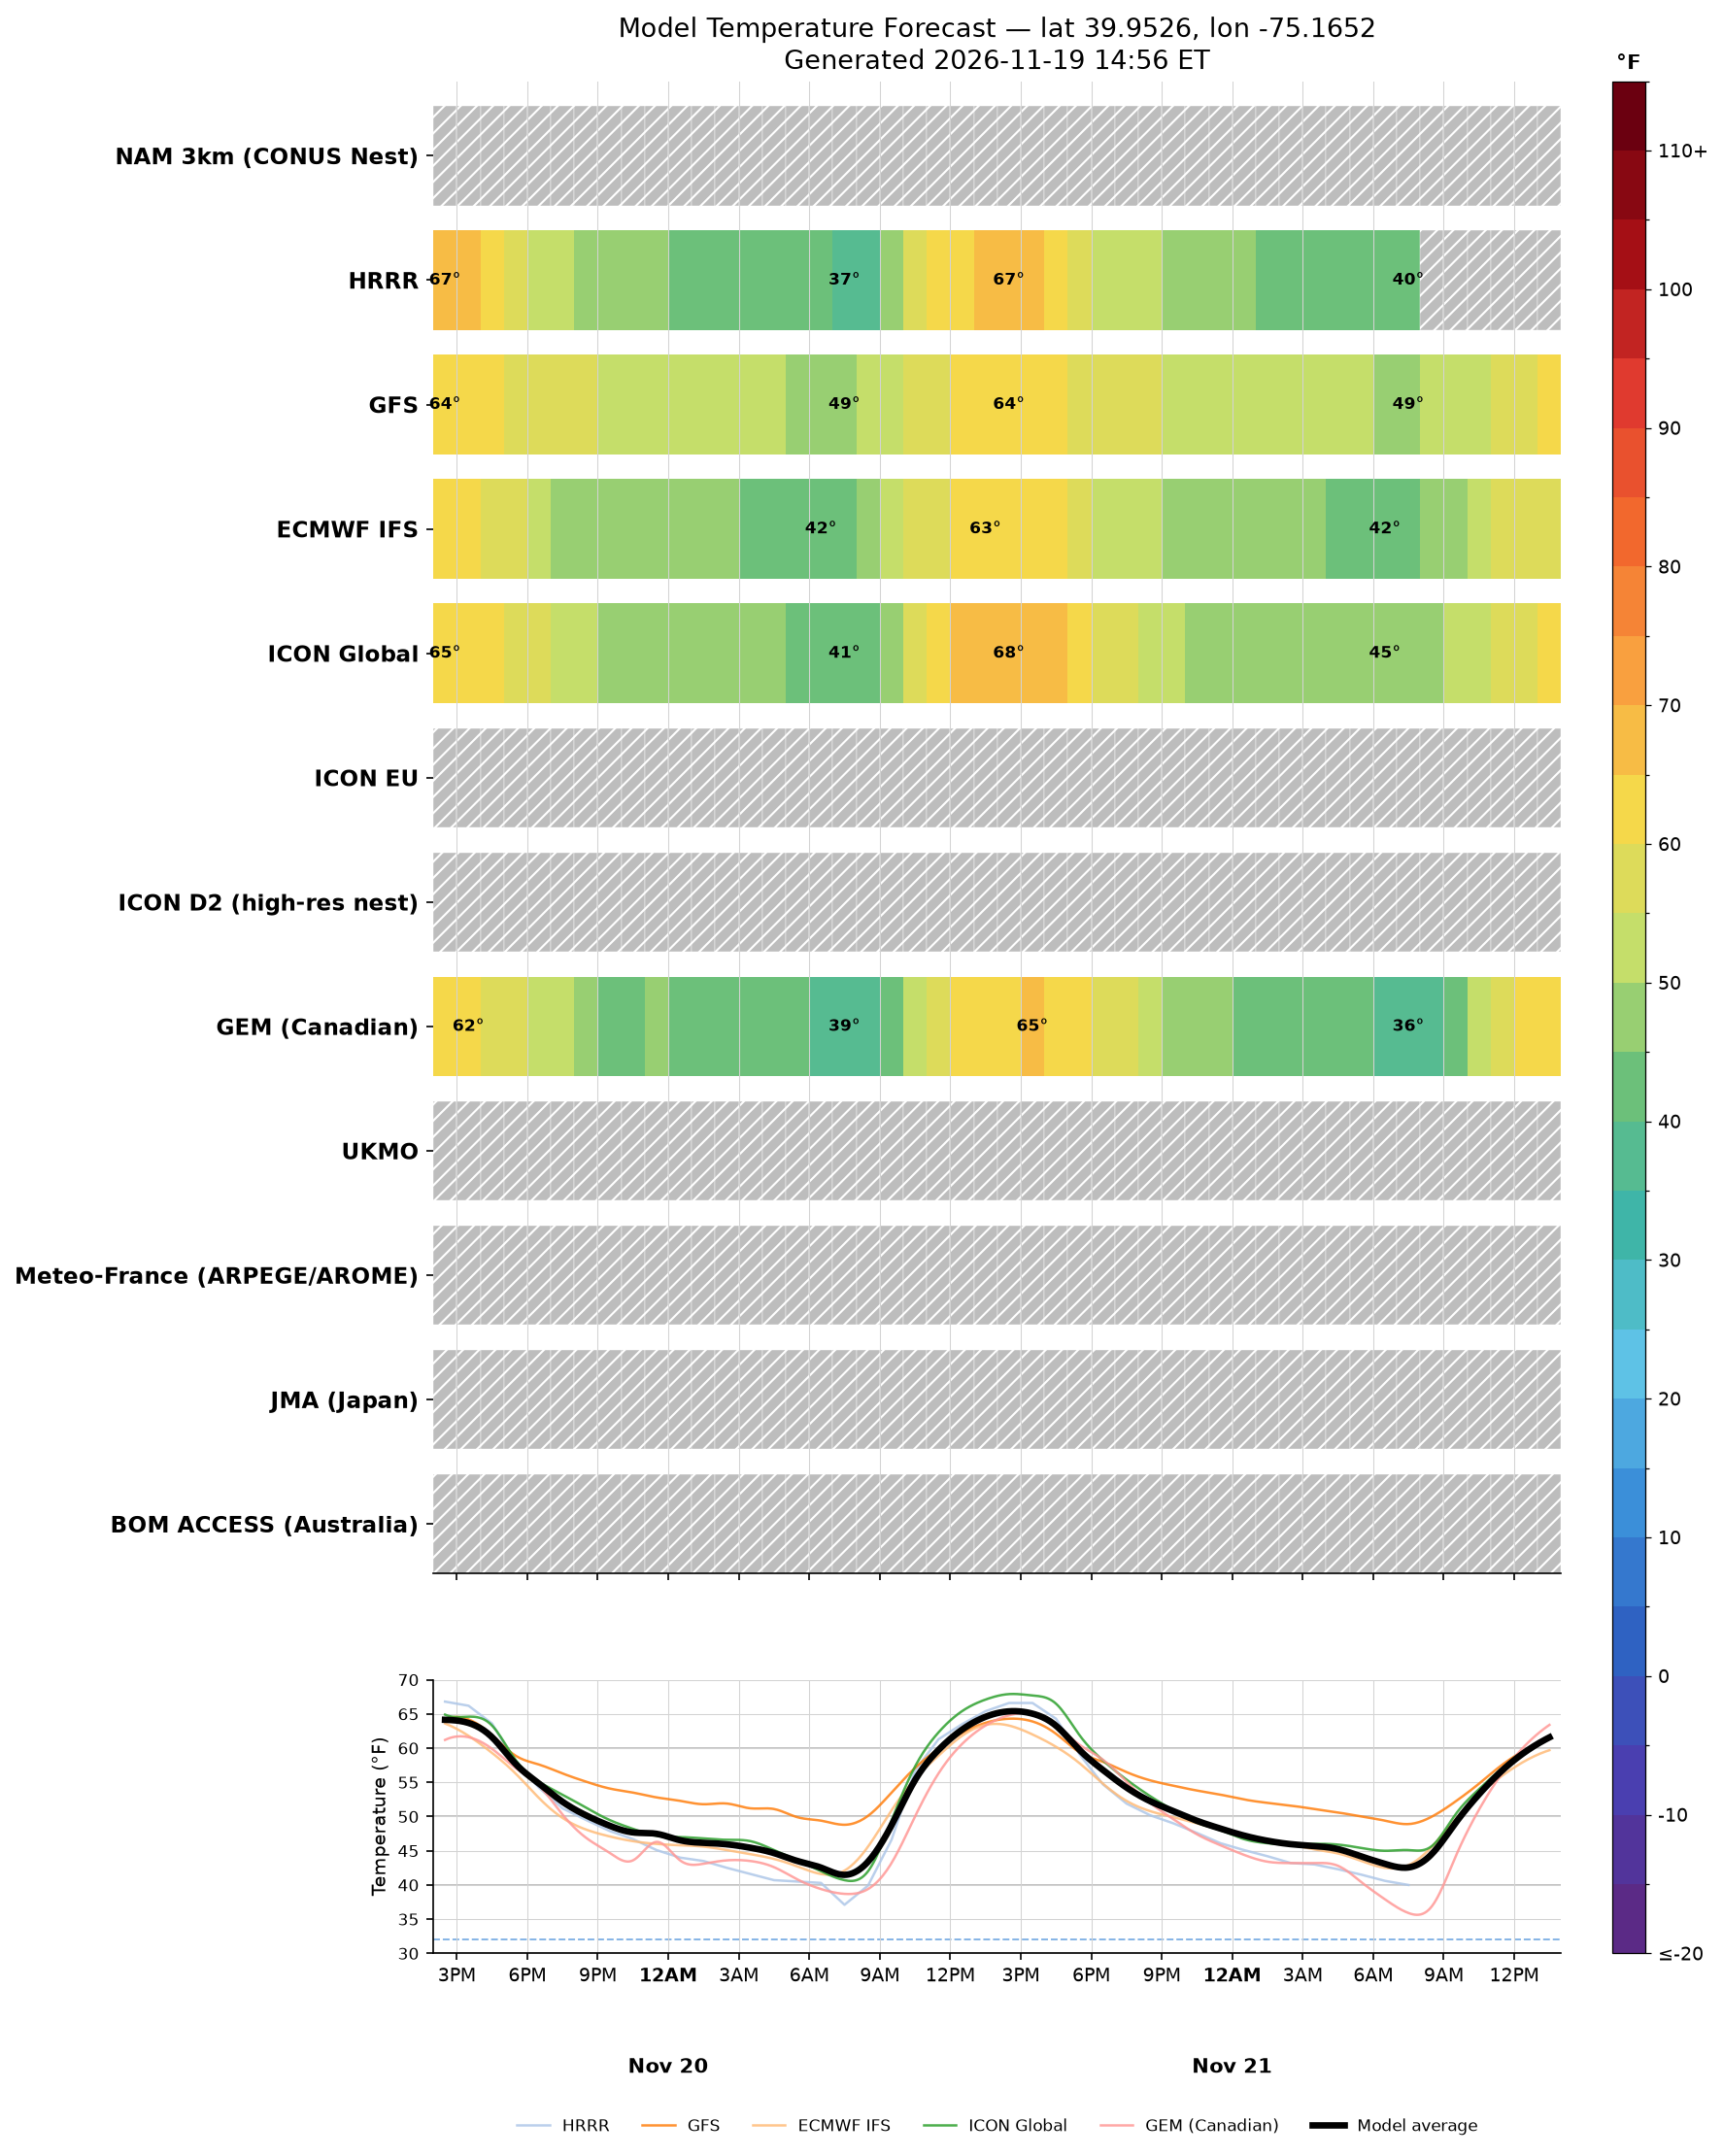 Model Temperature Forecast — lat 39.9526, lon -75.1652
Generated 2026-11-19 14:56 ET
°F
NAM 3km (CONUS Nest)
HRRR 67° 37° 67° 40°
GFS 64° 49° 64° 49°
ECMWF IFS 42° 63° 42°
ICON Global 65° 41° 68° 45°
ICON EU
ICON D2 (high-res nest)
GEM (Canadian) 62° 39° 65° 36°
UKMO
Meteo-France (ARPEGE/AROME)
JMA (Japan)
BOM ACCESS (Australia)
110+
100
90
80
70
60
50
40
30
20
10
0
-10
≤-20
Temperature (°F)
70
65
60
55
50
45
40
35
30
3PM 6PM 9PM 12AM 3AM 6AM 9AM 12PM 3PM 6PM 9PM 12AM 3AM 6AM 9AM 12PM
Nov 20 Nov 21
HRRR GFS ECMWF IFS ICON Global GEM (Canadian) Model average